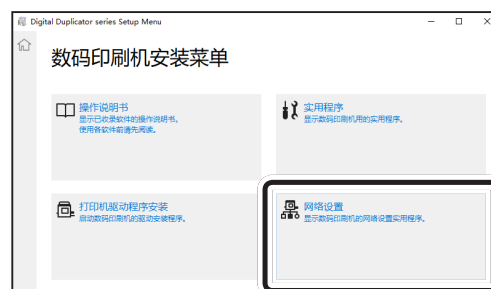 Digital Duplicator series Setup Menu
数码印刷机安装菜单
操作说明书
显示已收录软件的操作说明书。
使用各软件前请先阅读。
实用程序
显示数码印刷机用的实用程序。
打印机驱动程序安装
启动数码印刷机的驱动安装程序。
网络设置
显示数码印刷机的网络设置实用程序。